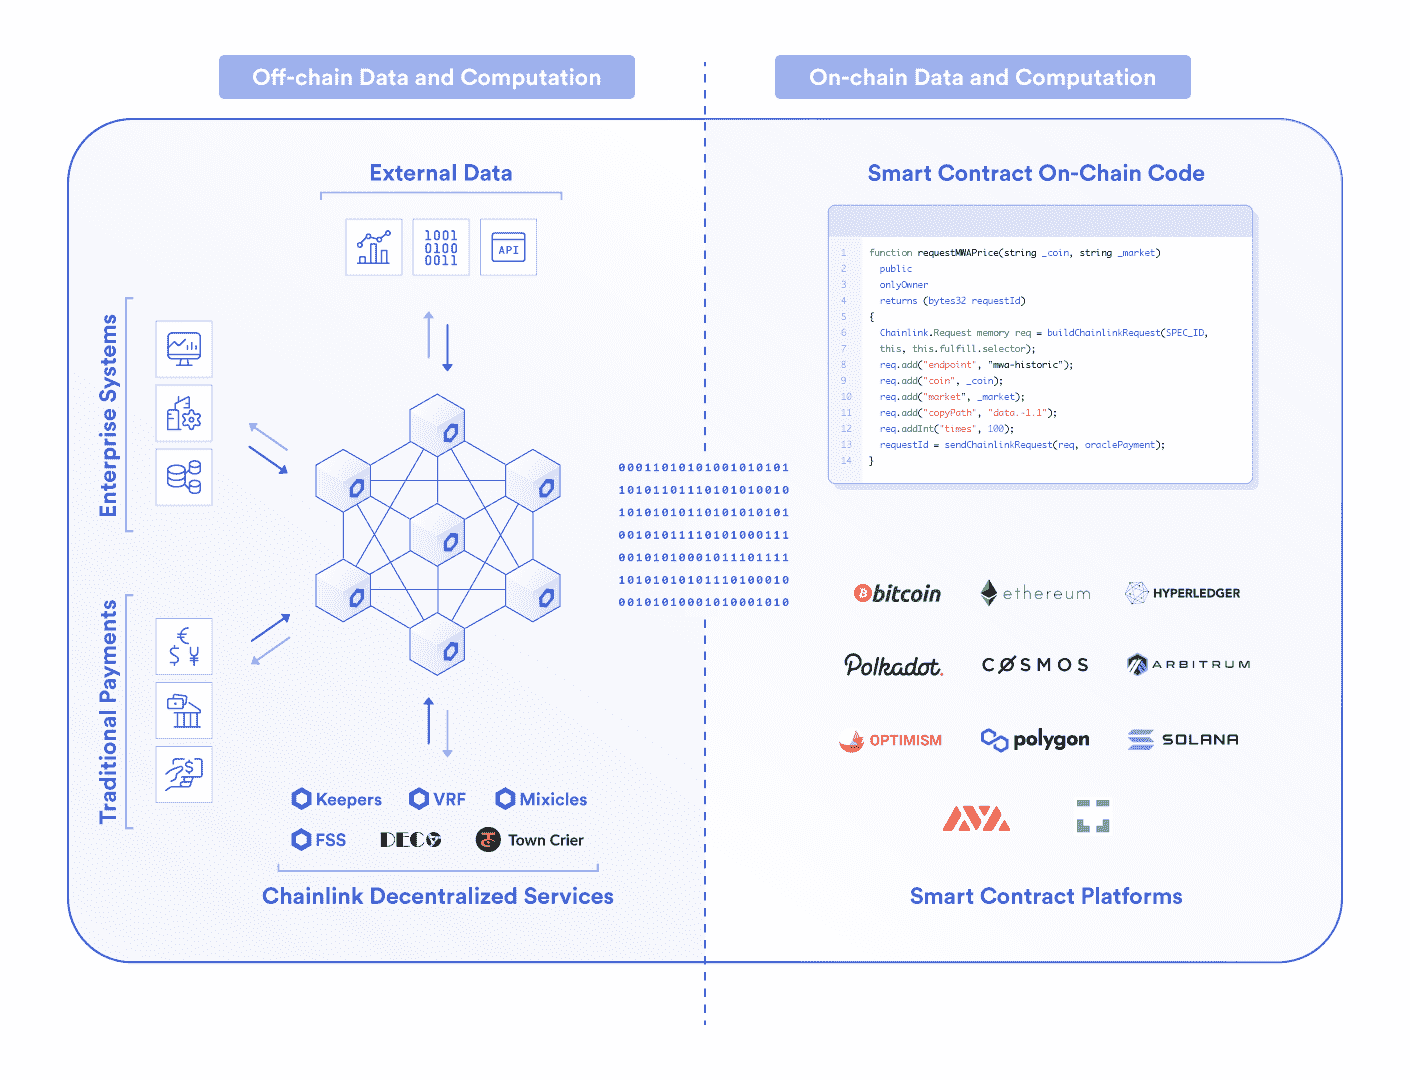 Off-chain Data and Computation
On-chain Data and Computation
External Data
1001
0100
0011
API
Enterprise Systems
Traditional Payments
€
$ ¥
$
Keepers
VRF
Mixicles
FSS
DECO
Town Crier
Chainlink Decentralized Services
00011010101001010101
10101101110101010010
10101010110101010101
00101011110101000111
00101010001011101111
10101010101110100010
00101010001010001010
Smart Contract On-Chain Code
1 function requestMWAPrice(string _coin, string _market)
2 public
3 onlyOwner
4 returns (bytes32 requestId)
5 {
6 Chainlink.Request memory req = buildChainlinkRequest(SPEC_ID,
7 this, this.fulfill.selector);
8 req.add("endpoint", "mwa-historic");
9 req.add("coin", _coin);
10 req.add("market", _market);
11 req.add("copyPath", "data.-1.1");
12 req.addInt("times", 100);
13 requestId = sendChainlinkRequest(req, oraclePayment);
14 }
bitcoin
ethereum
HYPERLEDGER
Polkadot.
CØSMOS
ARBITRUM
OPTIMISM
polygon
SOLANA
AVA
Smart Contract Platforms